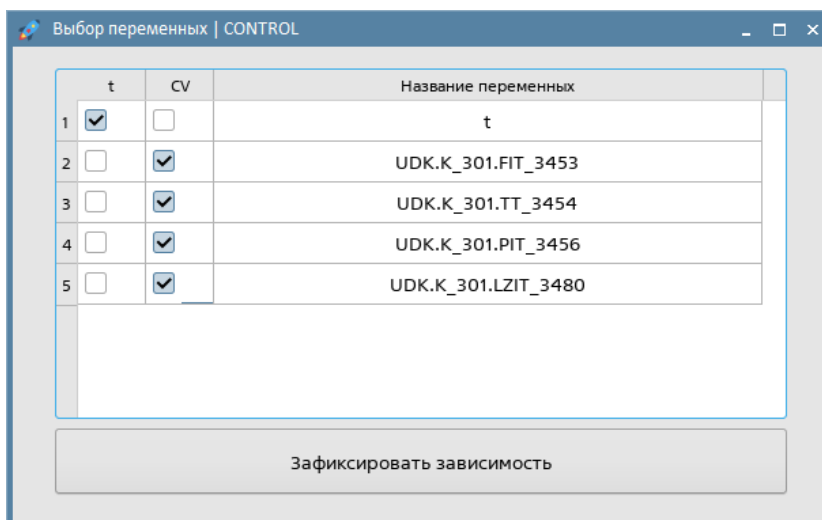 Выбор переменных | CONTROL
t CV Название переменных
1 t
2 UDK.K_301.FIT_3453
3 UDK.K_301.TT_3454
4 UDK.K_301.PIT_3456
5 UDK.K_301.LZIT_3480
Зафиксировать зависимость